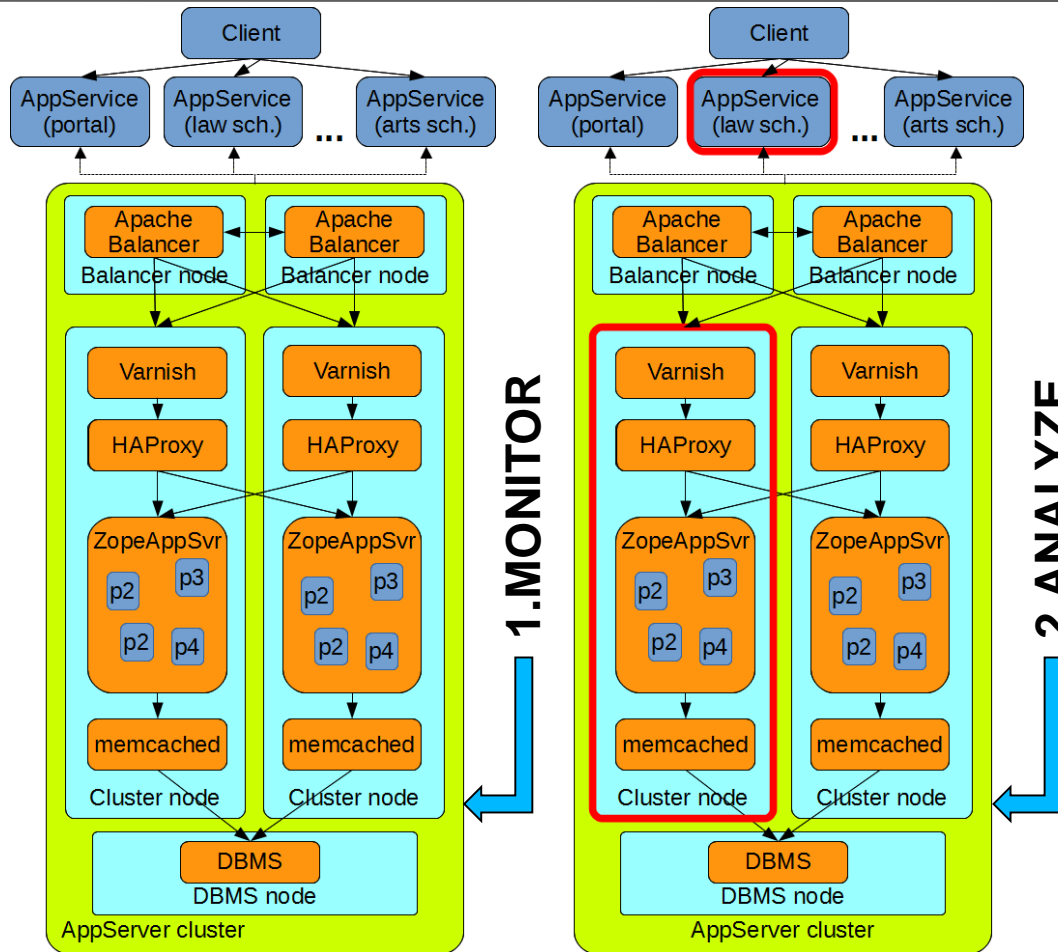 Client
AppService
(portal)
AppService
(law sch.)
...
AppService
(arts sch.)
Apache
Balancer
Apache
Balancer
Balancer node
Balancer node
Varnish
Varnish
HAProxy
HAProxy
ZopeAppSvr
p2
p3
p2
p4
ZopeAppSvr
p2
p3
p2
p4
memcached
memcached
Cluster node
Cluster node
DBMS
DBMS node
AppServer cluster
1.MONITOR
Client
AppService
(portal)
AppService
(law sch.)
...
AppService
(arts sch.)
Apache
Balancer
Apache
Balancer
Balancer node
Balancer node
Varnish
Varnish
HAProxy
HAProxy
ZopeAppSvr
p2
p3
p2
p4
ZopeAppSvr
p2
p3
p2
p4
memcached
memcached
Cluster node
Cluster node
DBMS
DBMS node
AppServer cluster
2.ANALYZE